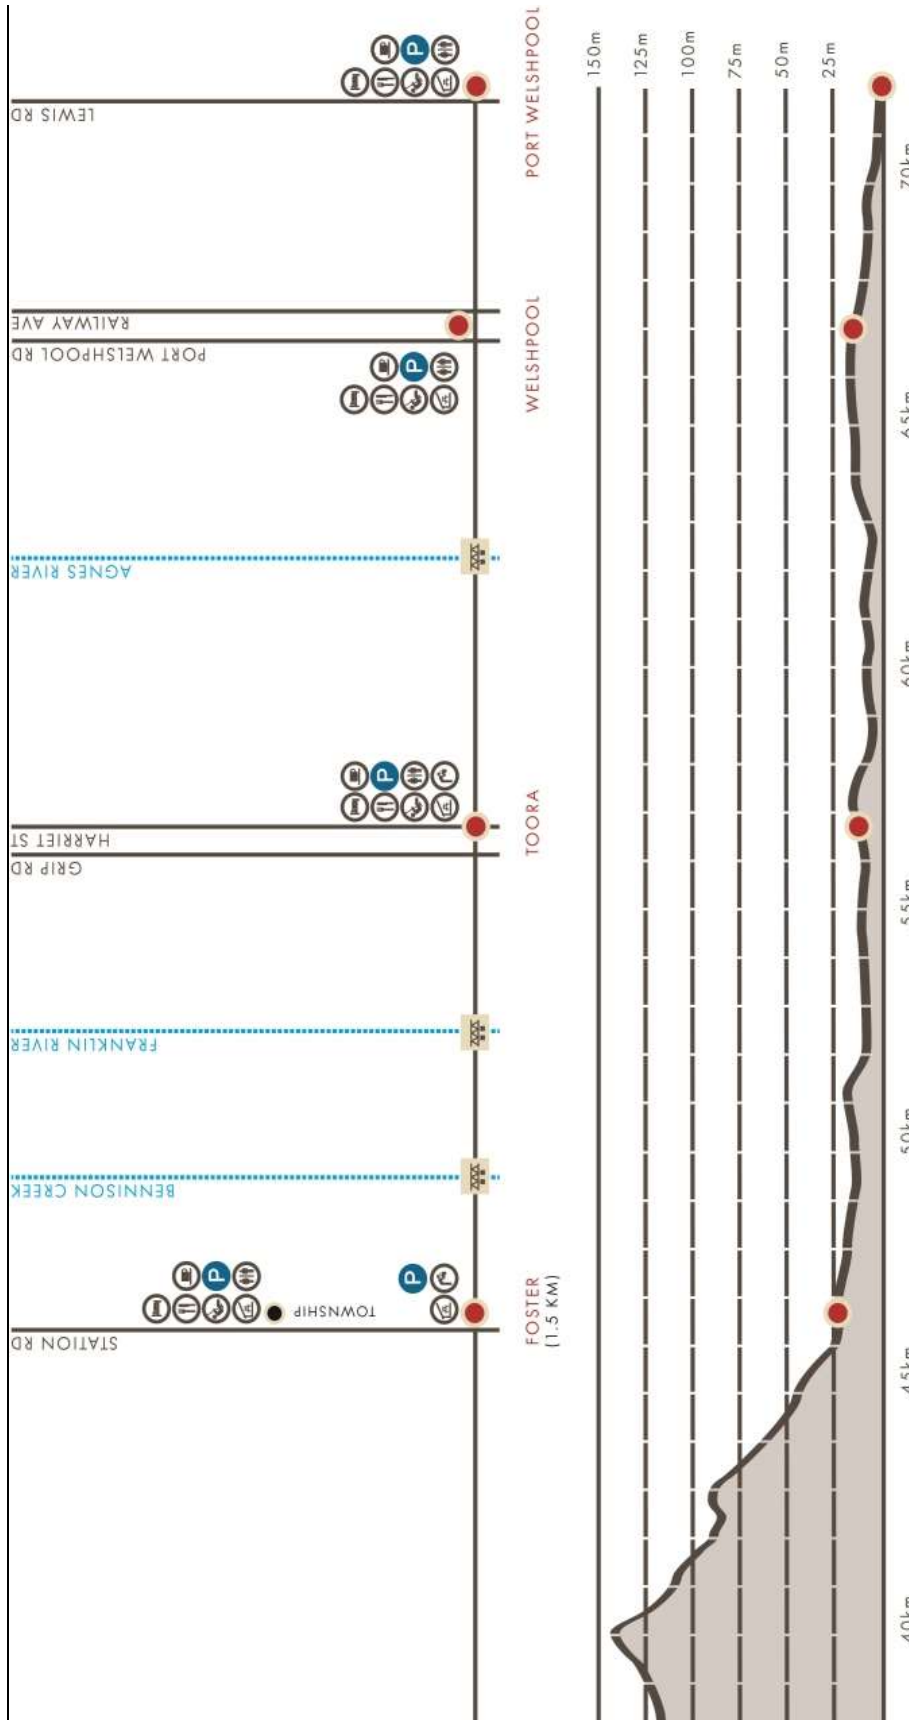 PORT WELSHPOOL
LEWIS RD
P
150m
125m
100m
75m
50m
25m
70km
RAILWAY AVE
PORT WELSHPOOL RD
P
WELSHPOOL
65km
AGNES RIVER
60km
P
HARRIET ST
GRIP RD
TOORA
55km
FRANKLIN RIVER
50km
BENNISON CREEK
P
P
TOWNSHIP
STATION RD
FOSTER
(1.5 KM)
45km
40km